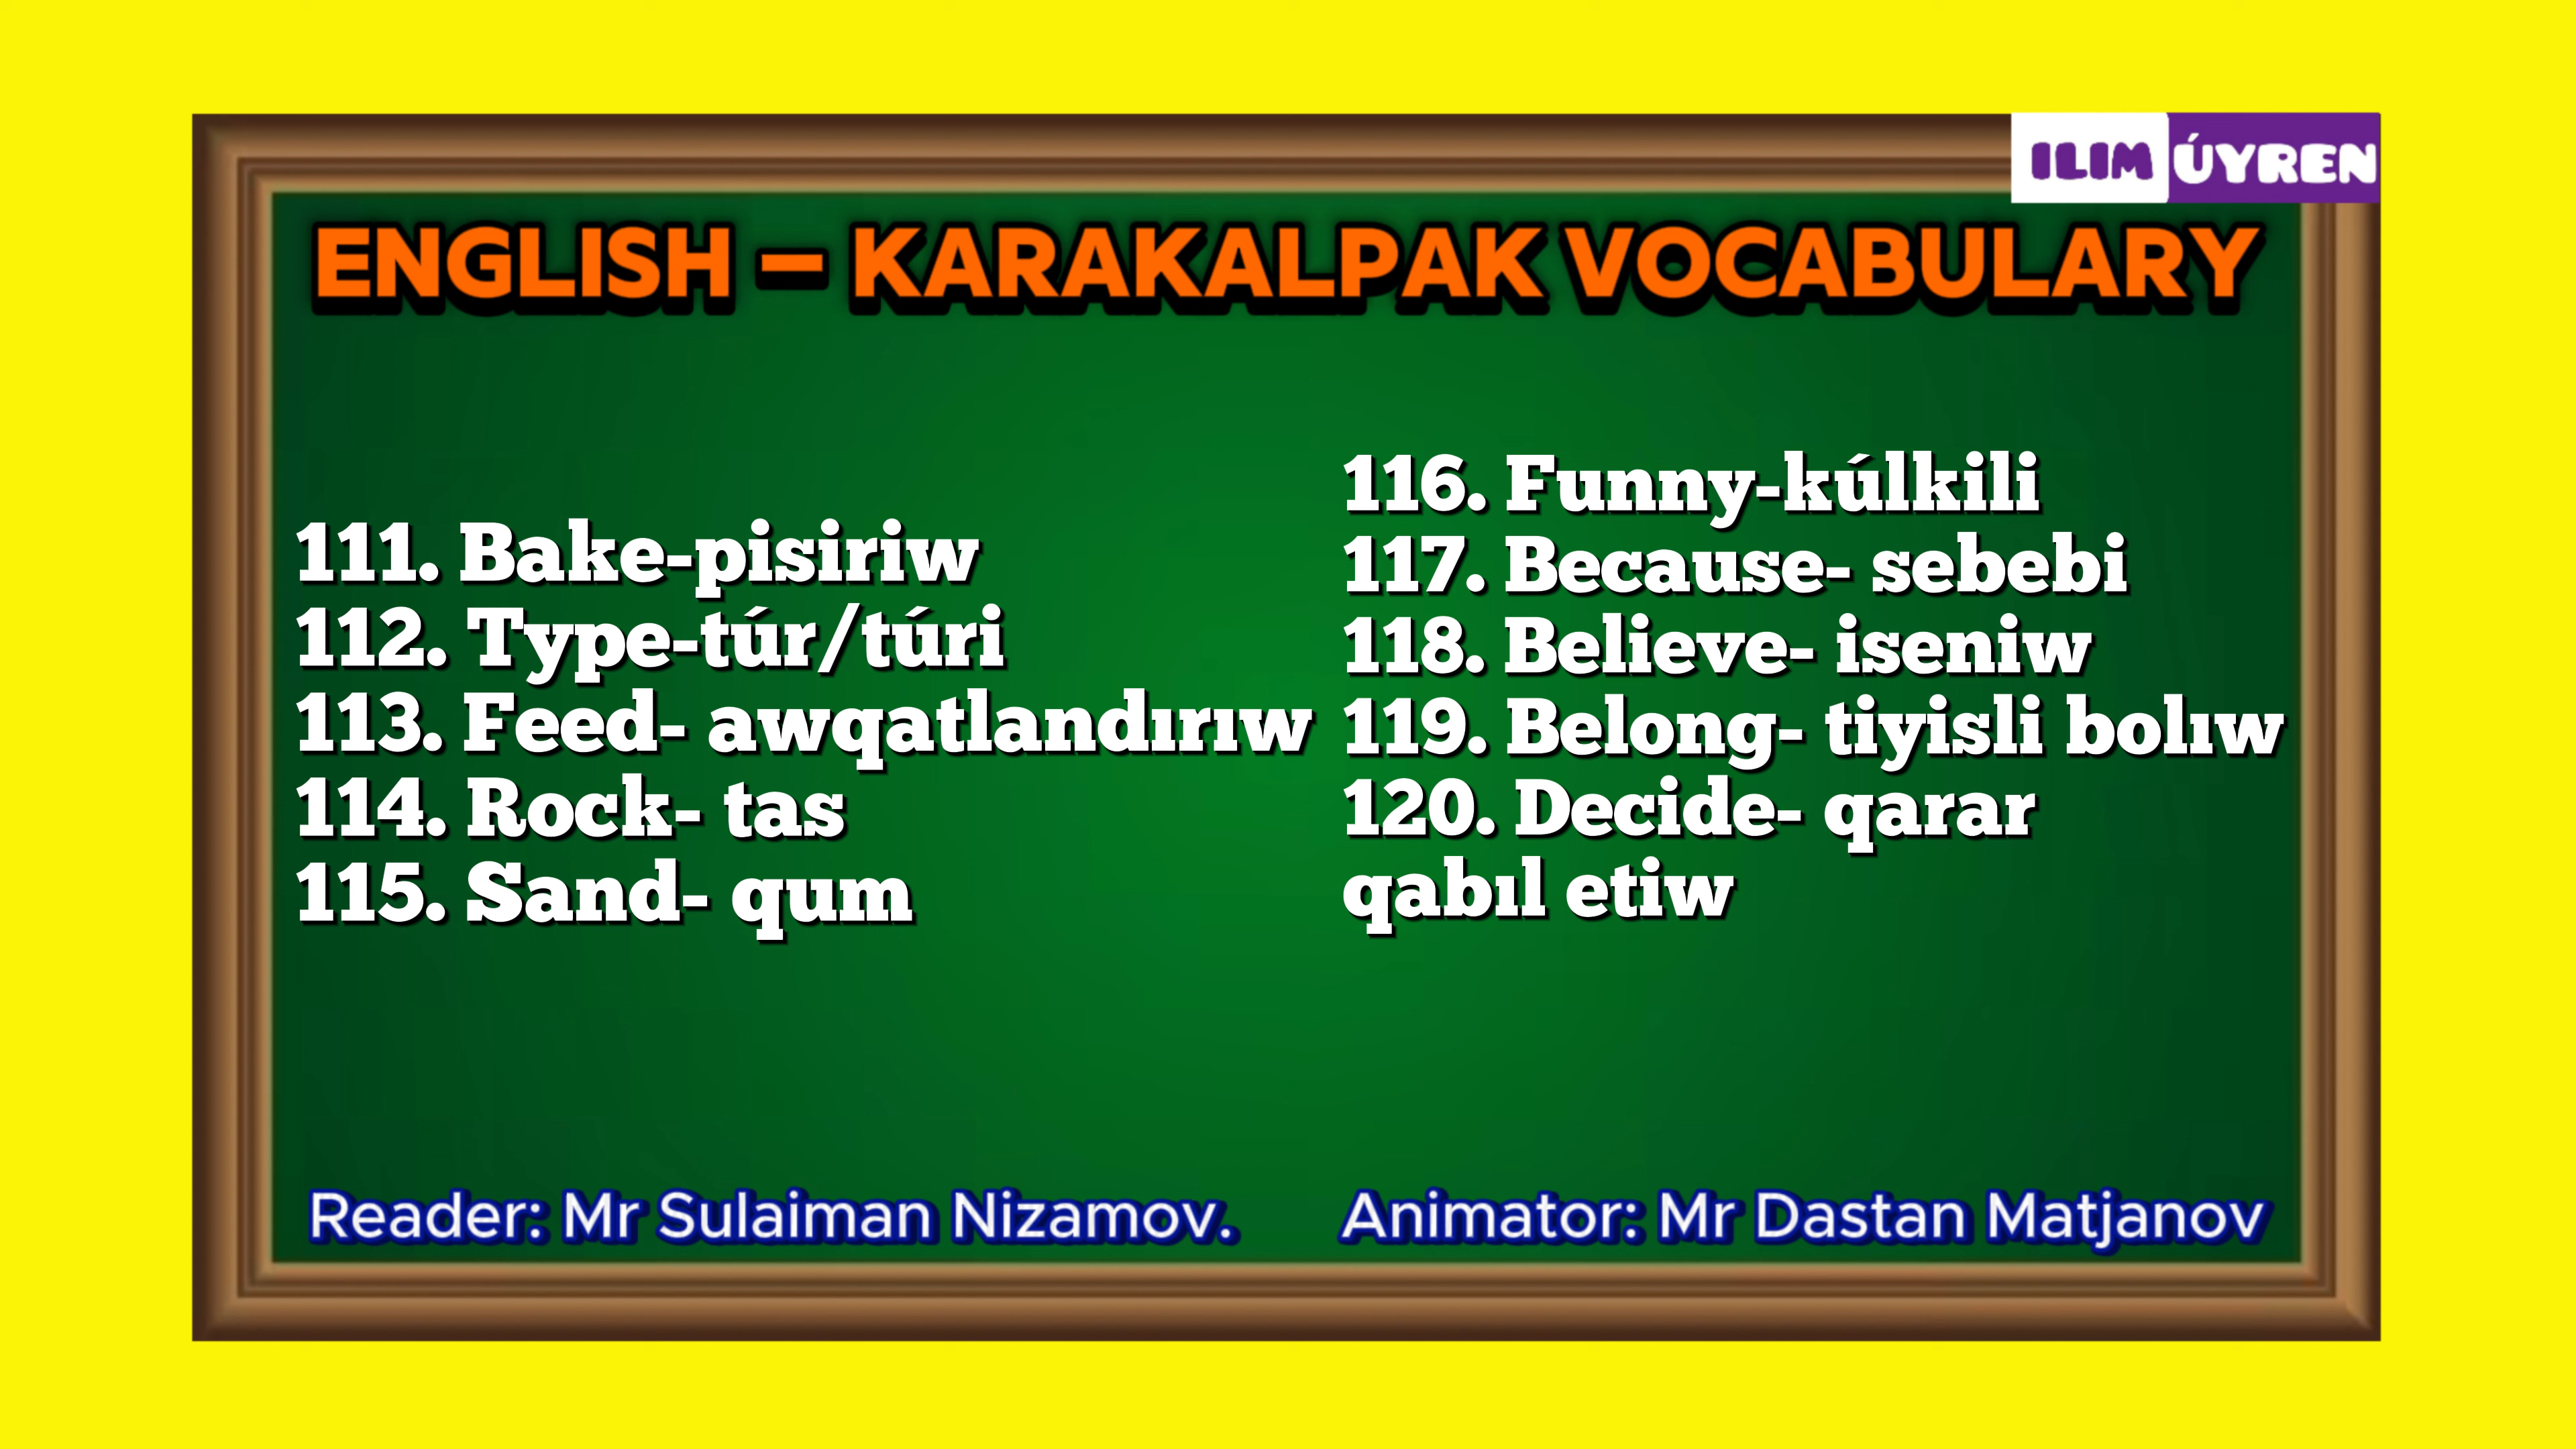 ILIM ÚYREN
ENGLISH – KARAKALPAK VOCABULARY
111. Bake-pisiriw
112. Type-túr/túri
113. Feed- awqatlandırıw
114. Rock- tas
115. Sand- qum
116. Funny-kúlkili
117. Because- sebebi
118. Believe- iseniw
119. Belong- tiyisli bolıw
120. Decide- qarar
qabıl etiw
Reader: Mr Sulaiman Nizamov.
Animator: Mr Dastan Matjanov